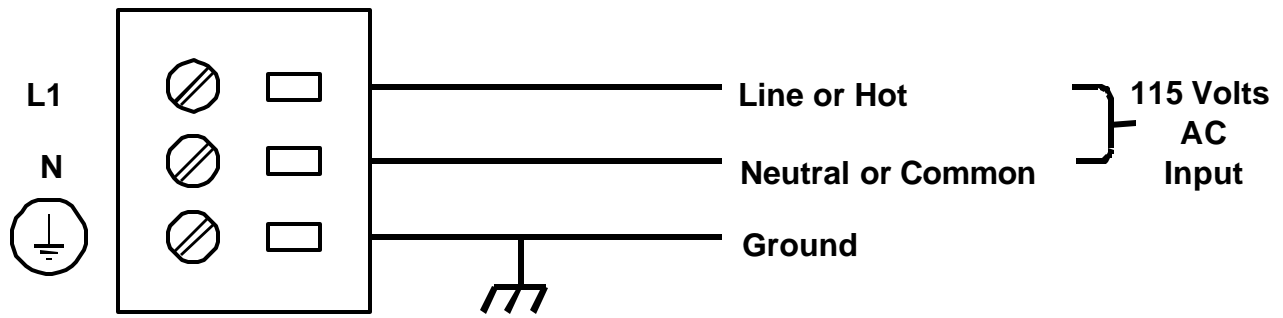 L1
Line or Hot
115 Volts
AC
Input
N
Neutral or Common
Ground